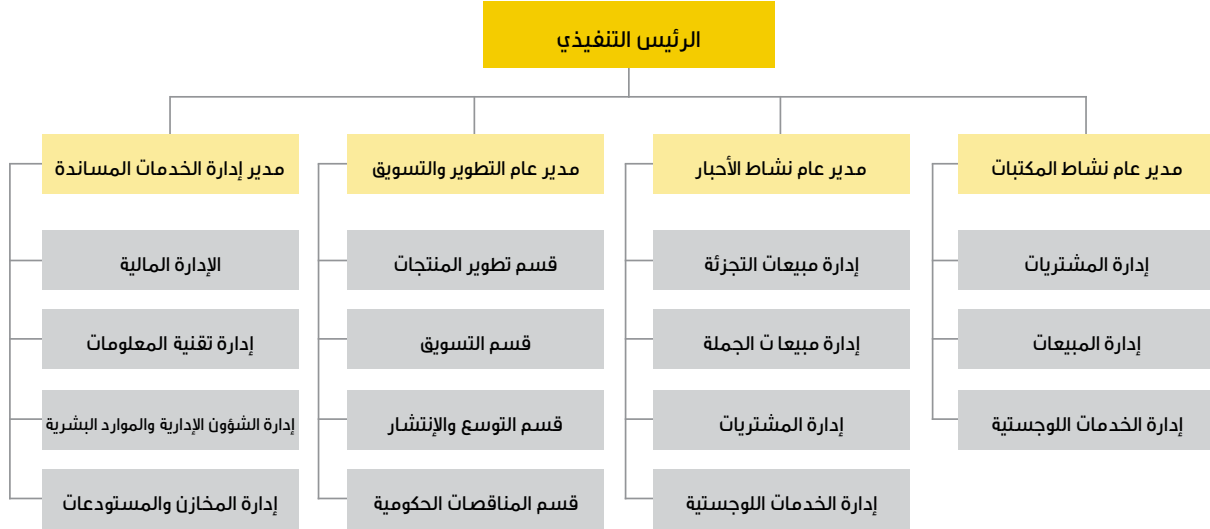 الرئيس التنفيذي
مدير عام نشاط المكتبات
مدير عام نشاط الأخبار
مدير عام التطوير والتسويق
مدير إدارة الخدمات المساندة
إدارة المشتريات
إدارة مبيعات التجزئة
قسم تطوير المنتجات
الإدارة المالية
إدارة المبيعات
إدارة مبيعا ت الجملة
قسم التسويق
إدارة تقنية المعلومات
إدارة الخدمات اللوجستية
إدارة المشتريات
قسم التوسع والإنتشار
إدارة الشؤون الإدارية والموارد البشرية
إدارة الخدمات اللوجستية
قسم المناقصات الحكومية
إدارة المخازن والمستودعات